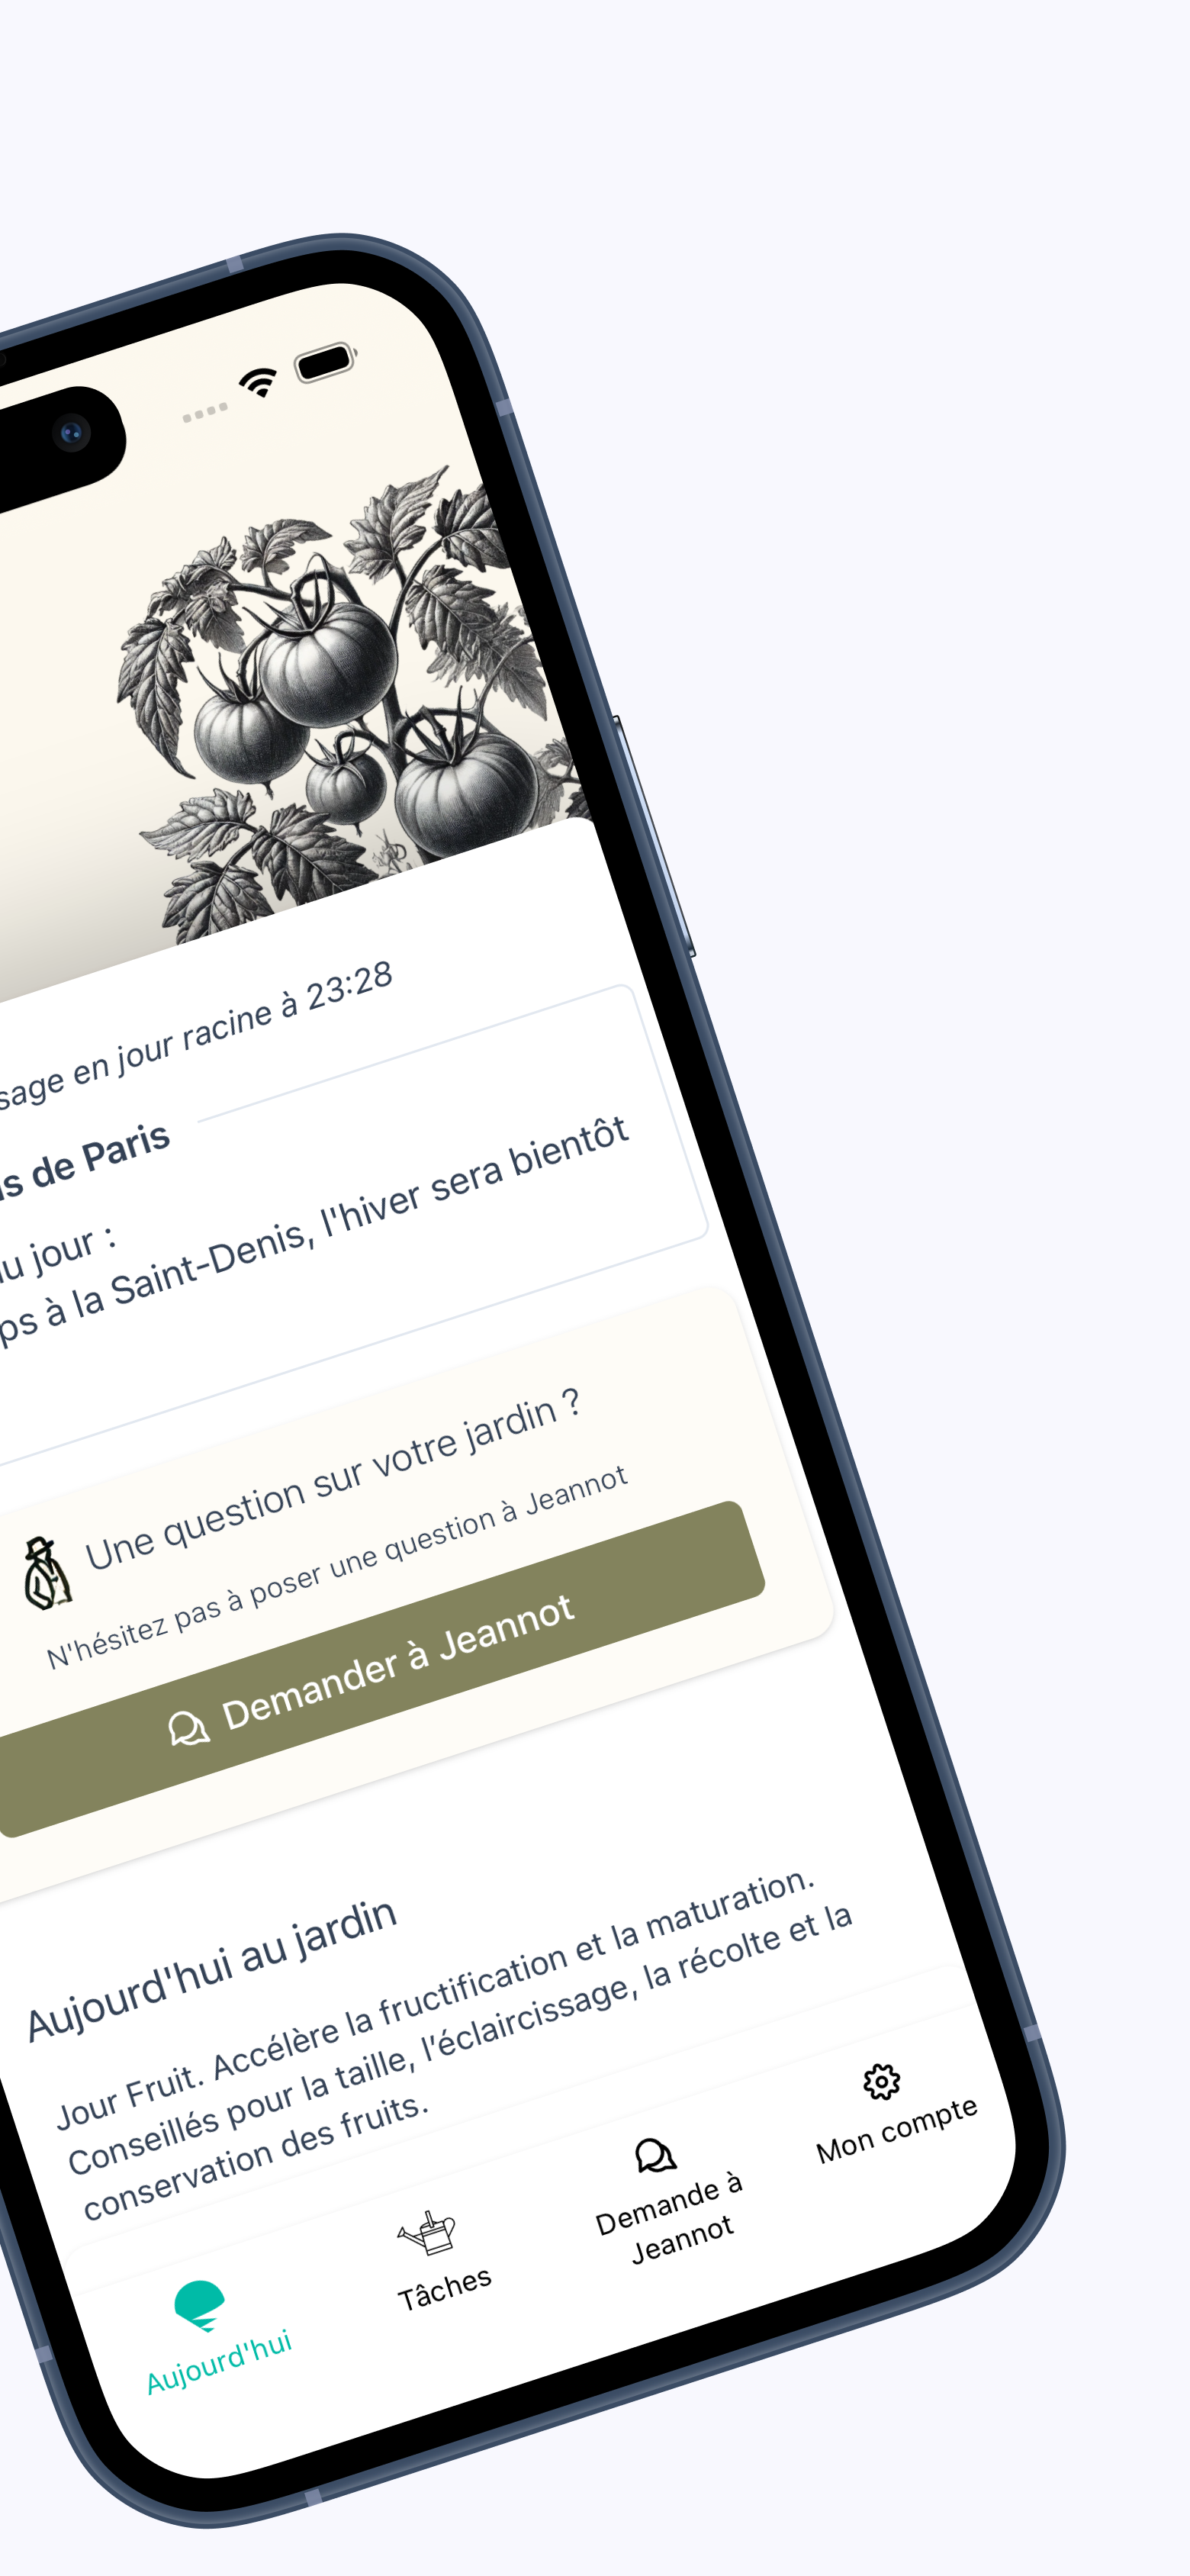 en jour racine à 23:28
de Paris
jour :
à la Saint-Denis, l'hiver sera bientôt
Une question sur votre jardin ?
N'hésitez pas à poser une question à Jeannot
Demander à Jeannot
Aujourd'hui au jardin
Jour Fruit. Accélère la fructification et la maturation.
Conseillés pour la taille, l'éclaircissage, la récolte et la
conservation des fruits.
Aujourd'hui
Tâches
Demande à
Jeannot
Mon compte